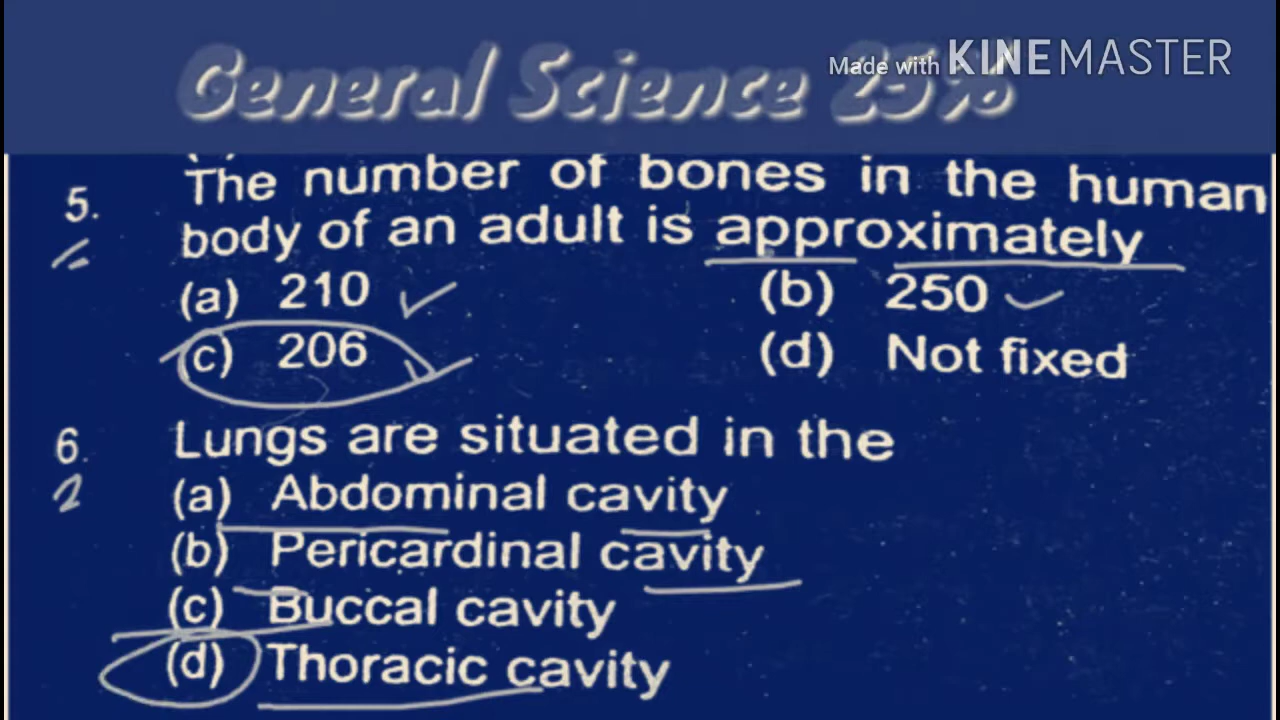 General Science 25%
Made with KINEMASTER
5. The number of bones in the human
body of an adult is approximately
(a) 210 (b) 250
(c) 206 (d) Not fixed
6. Lungs are situated in the
2 (a) Abdominal cavity
(b) Pericardinal cavity
(c) Buccal cavity
(d) Thoracic cavity